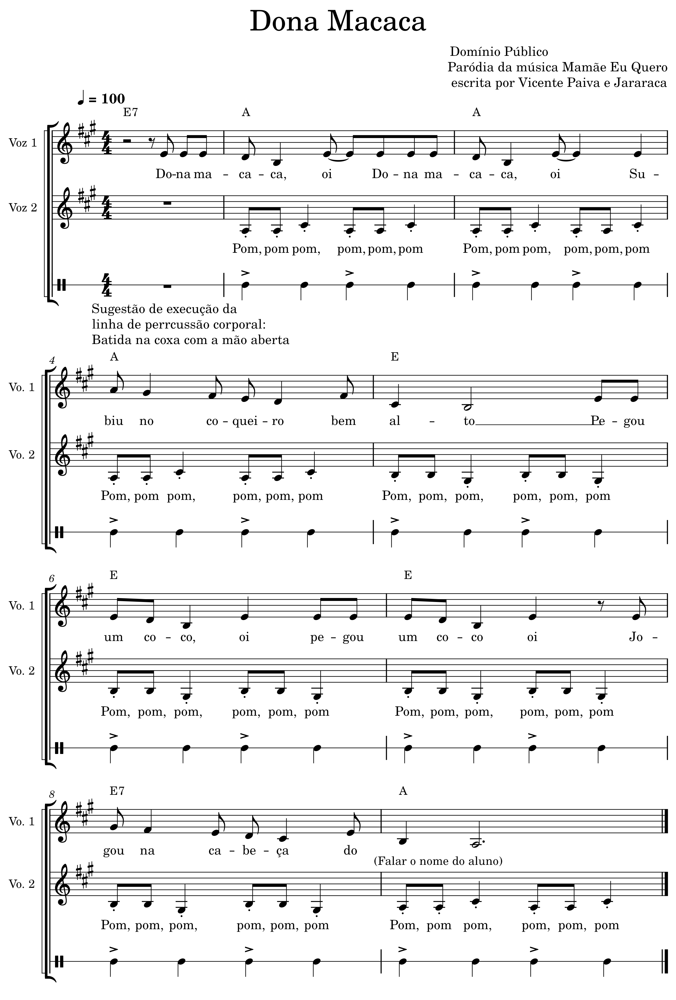 Dona Macaca
Domínio Público
Paródia da música Mamãe Eu Quero
escrita por Vicente Paiva e Jararaca
♩ = 100
E7 A A
Voz 1
4/4
Do-na ma - ca - ca, oi Do - na ma - ca - ca, oi Su -
Voz 2
4/4
Pom, pom pom, pom, pom, pom Pom, pom pom, pom, pom, pom
4/4
Sugestão de execução da
linha de perrcussão corporal:
Batida na coxa com a mão aberta
4 A E
Vo. 1
biu no co - quei - ro bem al - to Pe - gou
Vo. 2
Pom, pom pom, pom, pom, pom Pom, pom, pom, pom, pom, pom
6 E E
Vo. 1
um co - co, oi pe - gou um co - co oi Jo -
Vo. 2
Pom, pom, pom, pom, pom, pom Pom, pom, pom, pom, pom, pom
8 E7 A
Vo. 1
gou na ca - be - ça do
(Falar o nome do aluno)
Vo. 2
Pom, pom, pom, pom, pom, pom Pom, pom pom, pom, pom, pom